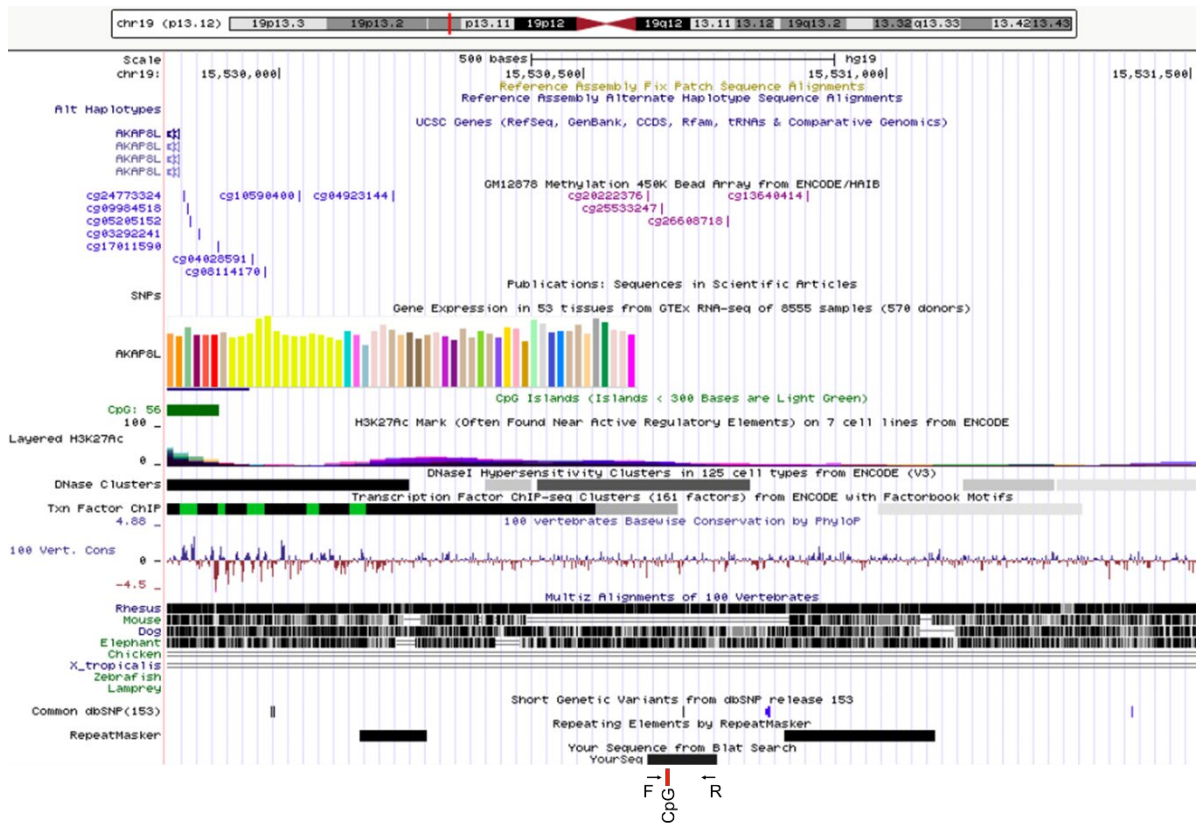 chr19 (p13.12) 19p13.3 19p13.2 p13.11 19p12 19q12 13.11 13.12 19q13.2 13.32 q13.33 13.42 13.43
Scale 500 bases hg19
chr19: 15,530,000 15,530,500 15,531,000 15,531,500
Reference Assembly Fix Patch Sequence Alignments
Reference Assembly Alternate Haplotype Sequence Alignments
Alt Haplotypes
UCSC Genes (RefSeq, GenBank, CCDS, Rfam, tRNAs & Comparative Genomics)
AKAP8L
AKAP8L
AKAP8L
AKAP8L
GM12878 Methylation 450K Bead Array from ENCODE/HAIB
cg24773324 cg10590400 cg04923144 cg20222376 cg13640414
cg09984518 cg25533247
cg05205152 cg26608718
cg03292241
cg17011590
cg04028591
cg08114170
Publications: Sequences in Scientific Articles
SNPs
Gene Expression in 53 tissues from GTEx RNA-seq of 8555 samples (570 donors)
AKAP8L
CpG Islands (Islands < 300 Bases are Light Green)
CpG: 56
H3K27Ac Mark (Often Found Near Active Regulatory Elements) on 7 cell lines from ENCODE
100 _
Layered H3K27Ac
0 _
DNaseI Hypersensitivity Clusters in 125 cell types from ENCODE (V3)
DNase Clusters
Transcription Factor ChIP-seq Clusters (161 factors) from ENCODE with Factorbook Motifs
Txn Factor ChIP
100 vertebrates Basewise Conservation by PhyloP
4.88 _
100 Vert. Cons
0 -
-4.5 _
Multiz Alignments of 100 Vertebrates
Rhesus
Mouse
Dog
Elephant
Chicken
X_tropicalis
Zebrafish
Lamprey
Short Genetic Variants from dbSNP release 153
Common dbSNP(153)
Repeating Elements by RepeatMasker
RepeatMasker
Your Sequence from Blat Search
YourSeq
F R
CpG